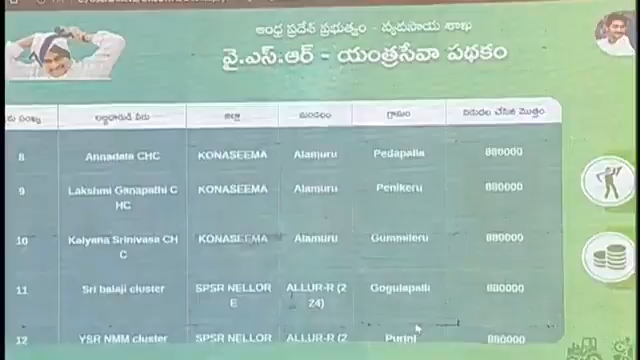 ఆంధ్ర ప్రదేశ్ ప్రభుత్వం - వ్యవసాయ శాఖ
వై.ఎస్.ఆర్ - యంత్రసేవా పథకం
సంఖ్య లబ్ధిదారుడి పేరు జిల్లా మండలం గ్రామం విడుదల చేసిన మొత్తం
8 Annadata CHC KONASEEMA Alamuru Pedapalla 880000
9 Lakshmi Ganapathi C KONASEEMA Alamuru Penikeru 880000
HC
10 Kalyana Srinivasa CH KONASEEMA Alamuru Gummileru 880000
C
11 Sri balaji cluster SPSR NELLOR ALLUR-R (2 Gogulapalli 880000
E 24)
12 YSR NMM cluster SPSR NELLOR ALLUR-R (2 Purini 880000